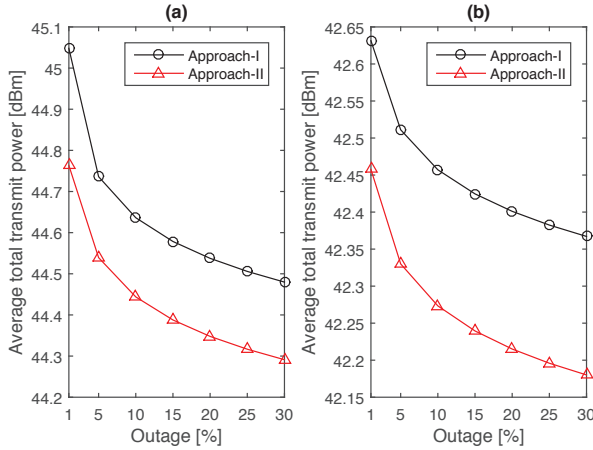 (a)
Average total transmit power [dBm]
45.1
45
44.9
44.8
44.7
44.6
44.5
44.4
44.3
44.2
1 5 10 15 20 25 30
Outage [%]
Approach-I
Approach-II
(b)
Average total transmit power [dBm]
42.65
42.6
42.55
42.5
42.45
42.4
42.35
42.3
42.25
42.2
42.15
1 5 10 15 20 25 30
Outage [%]
Approach-I
Approach-II